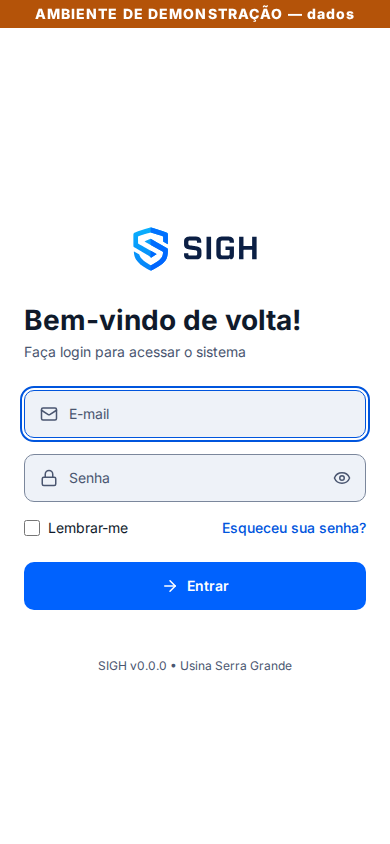 AMBIENTE DE DEMONSTRAÇÃO — dados
SIGH
Bem-vindo de volta!
Faça login para acessar o sistema
E-mail
Senha
Lembrar-me Esqueceu sua senha?
Entrar
SIGH v0.0.0 • Usina Serra Grande